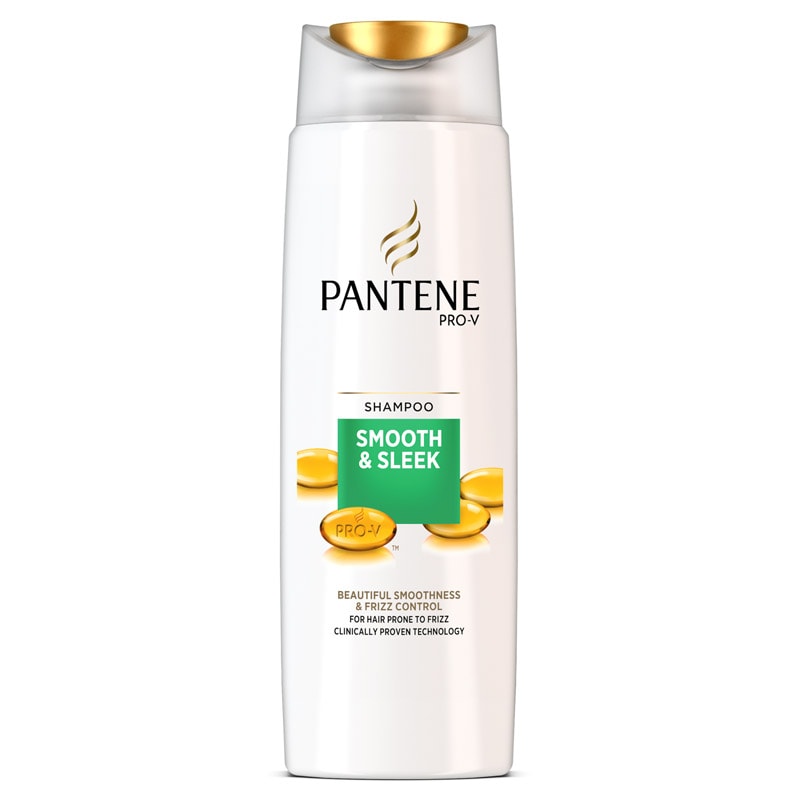 PANTENE
PRO-V
SHAMPOO
SMOOTH
& SLEEK
PRO-V
TM
BEAUTIFUL SMOOTHNESS
& FRIZZ CONTROL
FOR HAIR PRONE TO FRIZZ
CLINICALLY PROVEN TECHNOLOGY